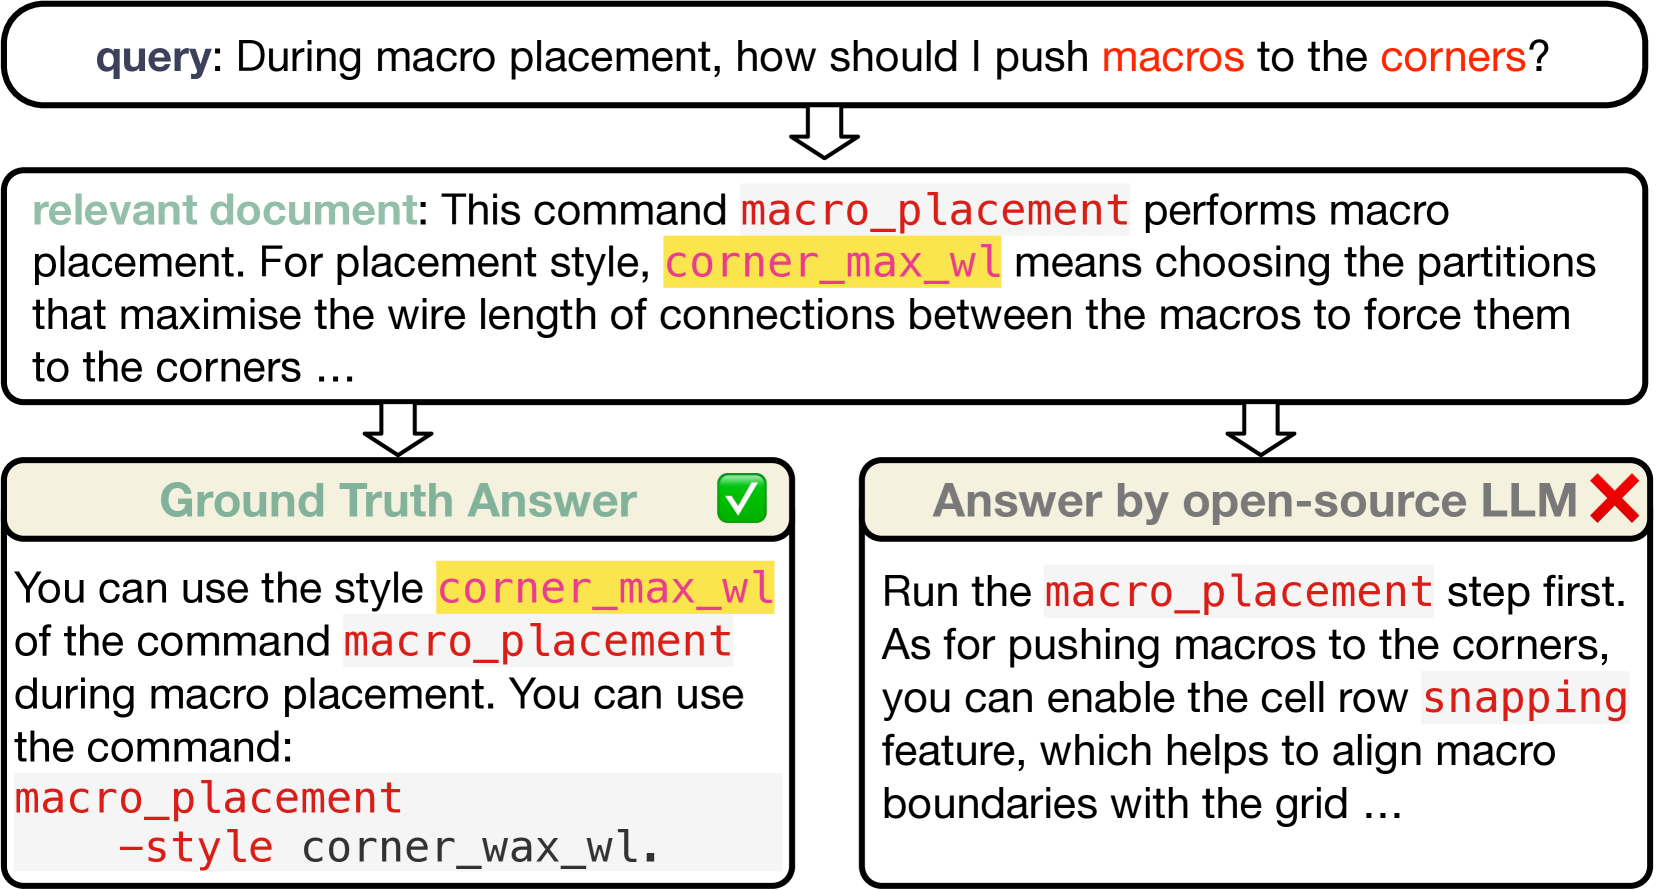 query: During macro placement, how should I push macros to the corners?
relevant document: This command macro_placement performs macro
placement. For placement style, corner_max_wl means choosing the partitions
that maximise the wire length of connections between the macros to force them
to the corners ...
Ground Truth Answer
You can use the style corner_max_wl
of the command macro_placement
during macro placement. You can use
the command:
macro_placement
-style corner_wax_wl.
Answer by open-source LLM
Run the macro_placement step first.
As for pushing macros to the corners,
you can enable the cell row snapping
feature, which helps to align macro
boundaries with the grid ...